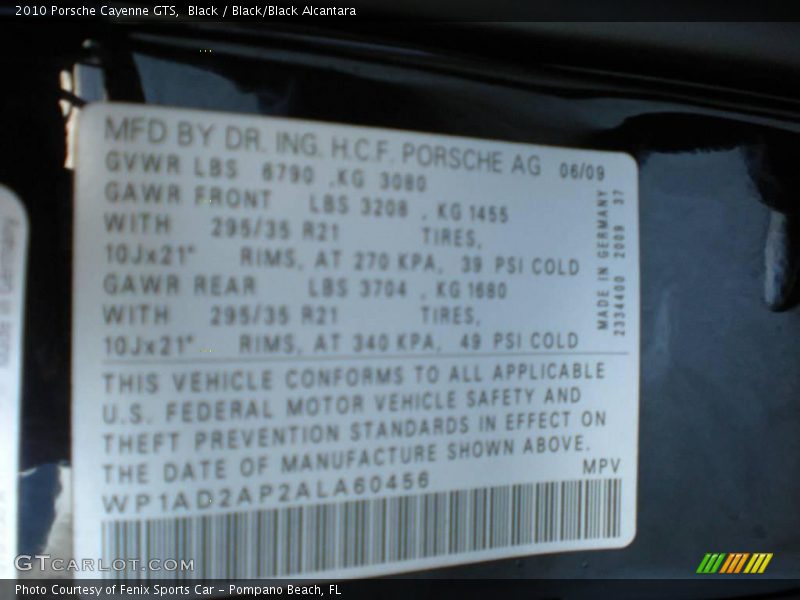 2010 Porsche Cayenne GTS,  Black / Black/Black Alcantara
MFD BY DR. ING. H.C.F. PORSCHE AG 06/09
GVWR LBS 6790 ,KG 3080
GAWR FRONT LBS 3208 , KG 1455
WITH 295/35 R21 TIRES,
10Jx21" RIMS, AT 270 KPA, 39 PSI COLD
GAWR REAR LBS 3704 , KG 1680
WITH 295/35 R21 TIRES,
10Jx21" RIMS, AT 340 KPA, 49 PSI COLD
MADE IN GERMANY
2334400 2009 37
THIS VEHICLE CONFORMS TO ALL APPLICABLE
U.S. FEDERAL MOTOR VEHICLE SAFETY AND
THEFT PREVENTION STANDARDS IN EFFECT ON
THE DATE OF MANUFACTURE SHOWN ABOVE.
WP1AD2AP2ALA60456 MPV
GTCarLot.com
Photo Courtesy of Fenix Sports Car - Pompano Beach, FL